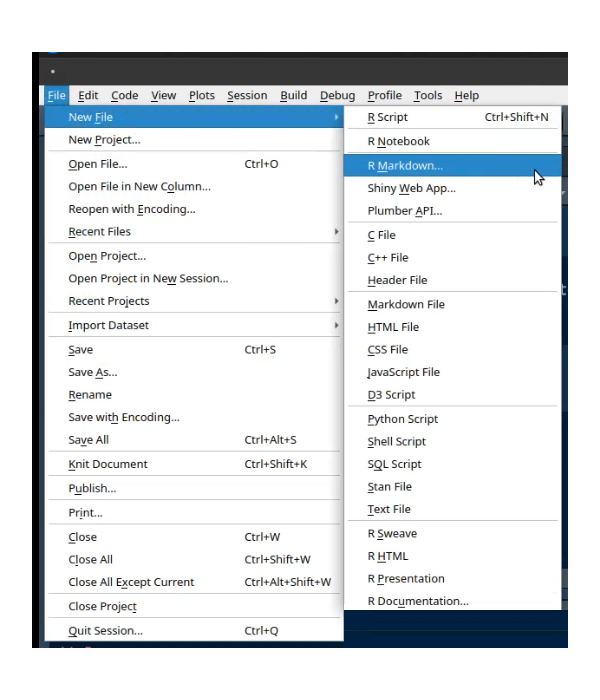 File Edit Code View Plots Session Build Debug Profile Tools Help
New File
New Project...
Open File... Ctrl+O
Open File in New Column...
Reopen with Encoding...
Recent Files
Open Project...
Open Project in New Session...
Recent Projects
Import Dataset
Save Ctrl+S
Save As...
Rename
Save with Encoding...
Save All Ctrl+Alt+S
Knit Document Ctrl+Shift+K
Publish...
Print...
Close Ctrl+W
Close All Ctrl+Shift+W
Close All Except Current Ctrl+Alt+Shift+W
Close Project
Quit Session... Ctrl+Q
R Script Ctrl+Shift+N
R Notebook
R Markdown...
Shiny Web App...
Plumber API...
C File
C++ File
Header File
Markdown File
HTML File
CSS File
JavaScript File
D3 Script
Python Script
Shell Script
SQL Script
Stan File
Text File
R Sweave
R HTML
R Presentation
R Documentation...